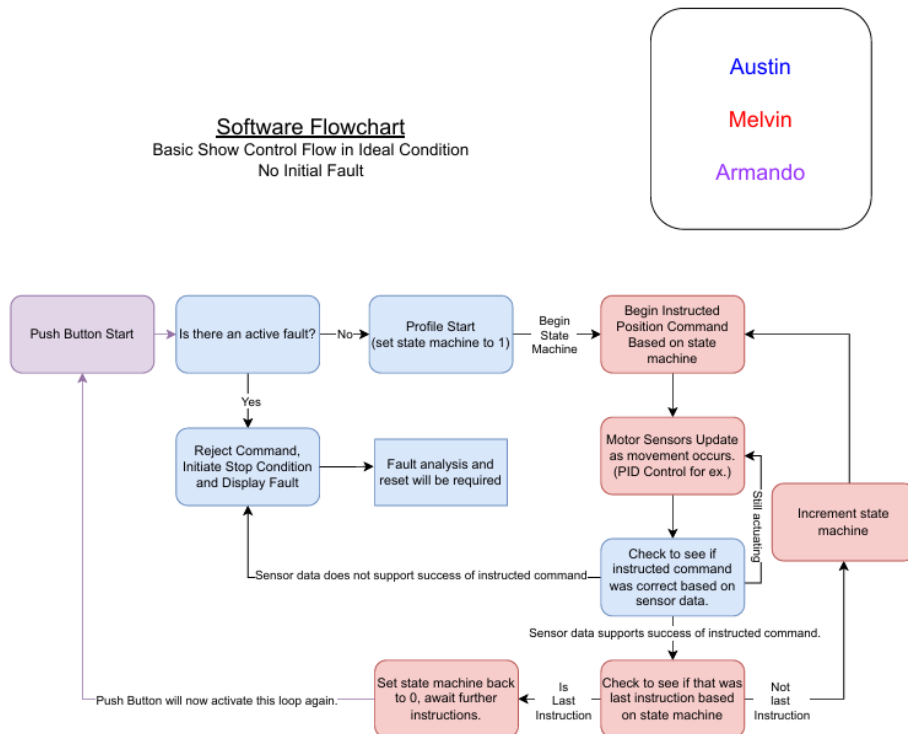 Austin
Melvin
Armando
Software Flowchart
Basic Show Control Flow in Ideal Condition
No Initial Fault
Push Button Start
Is there an active fault?
No
Profile Start
(set state machine to 1)
Begin
State
Machine
Begin Instructed
Position Command
Based on state
machine
Yes
Reject Command,
Initiate Stop Condition
and Display Fault
Fault analysis and
reset will be required
Motor Sensors Update
as movement occurs.
(PID Control for ex.)
Still actuating
Increment state
machine
Sensor data does not support success of instructed command
Check to see if
instructed command
was correct based on
sensor data.
Sensor data supports success of instructed command.
Push Button will now activate this loop again.
Set state machine back
to 0, await further
instructions.
Is
Last
Instruction
Check to see if that was
last instruction based
on state machine
Not
last
Instruction